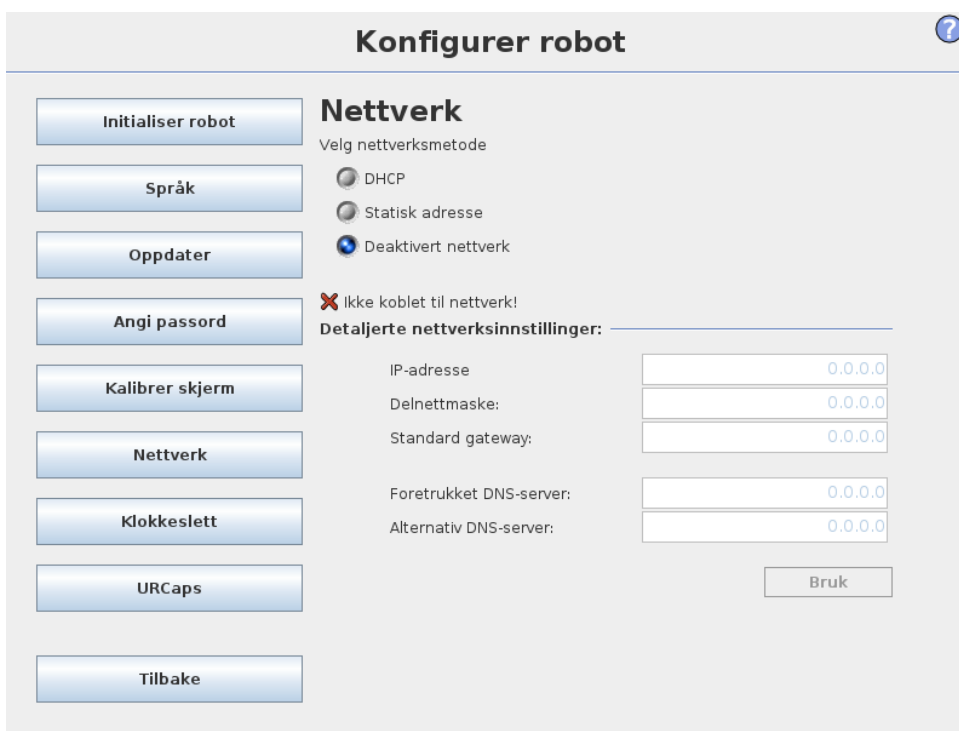 Konfigurer robot
?
Initialiser robot
Språk
Oppdater
Angi passord
Kalibrer skjerm
Nettverk
Klokkeslett
URCaps
Tilbake
Nettverk
Velg nettverksmetode
DHCP
Statisk adresse
Deaktivert nettverk
Ikke koblet til nettverk!
Detaljerte nettverksinnstillinger:
IP-adresse 0.0.0.0
Delnettmaske: 0.0.0.0
Standard gateway: 0.0.0.0
Foretrukket DNS-server: 0.0.0.0
Alternativ DNS-server: 0.0.0.0
Bruk